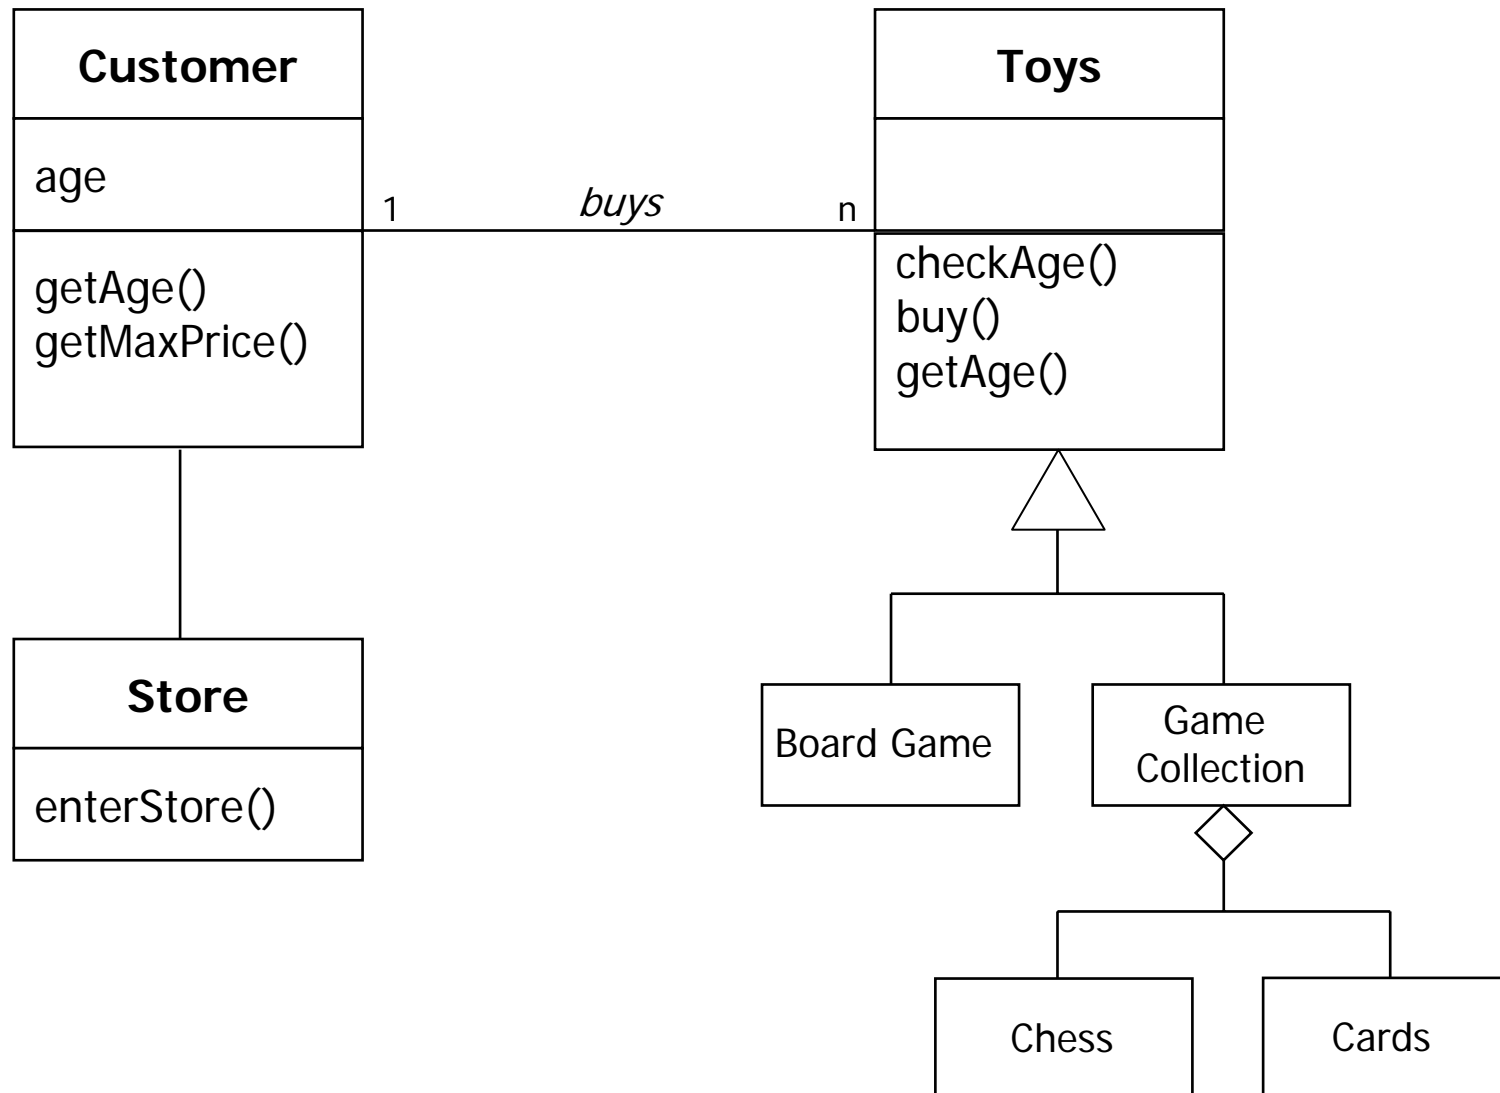 Customer
age
getAge()
getMaxPrice()
1
buys
n
Toys
checkAge()
buy()
getAge()
Store
enterStore()
Board Game
Game
Collection
Chess
Cards